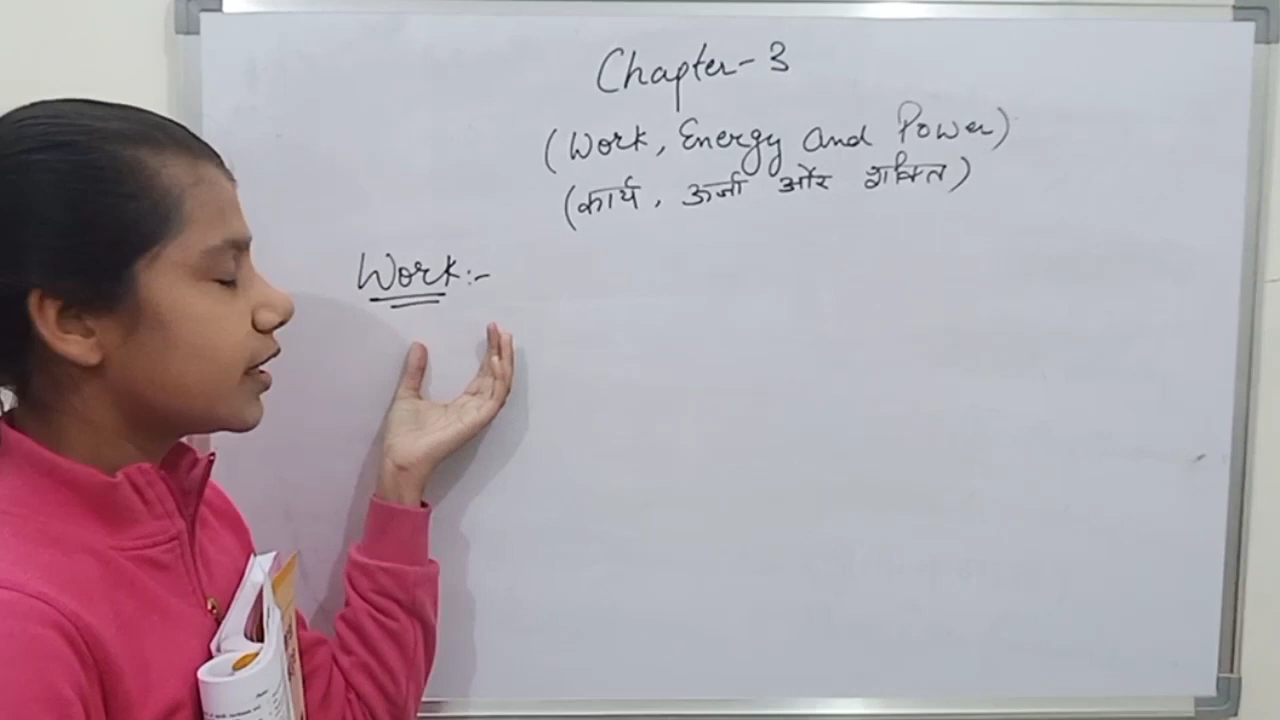 Chapter-3
(Work, Energy and Power)
(कार्य, ऊर्जा और शक्ति)
Work:-